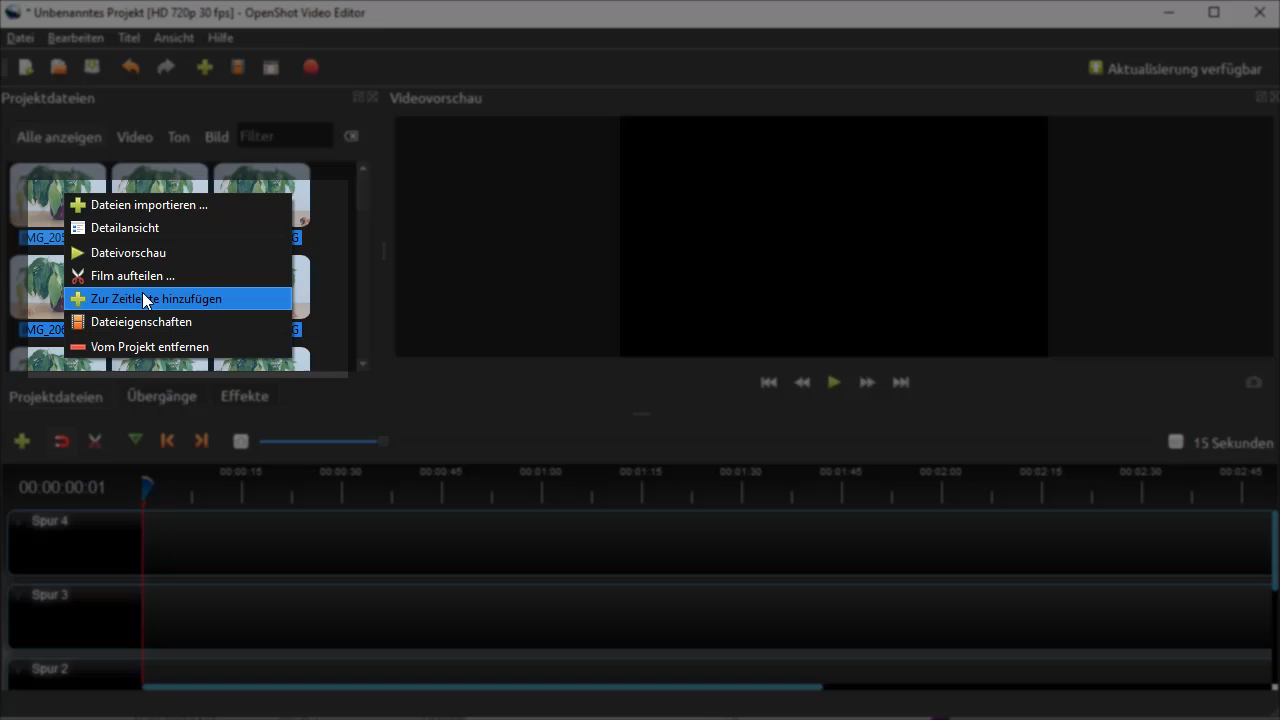 * Unbenanntes Projekt [HD 720p 30 fps] - OpenShot Video Editor
Datei Bearbeiten Titel Ansicht Hilfe
Aktualisierung verfügbar
Projektdateien
Videovorschau
Alle anzeigen Video Ton Bild Filter
Dateien importieren ...
Detailansicht
Dateivorschau
Film aufteilen ...
Zur Zeitleiste hinzufügen
Dateieigenschaften
Vom Projekt entfernen
Projektdateien Übergänge Effekte
15 Sekunden
00:00:15 00:00:30 00:00:45 00:01:00 00:01:15 00:01:30 00:01:45 00:02:00 00:02:15 00:02:30 00:02:45
00:00:00:01
Spur 4
Spur 3
Spur 2